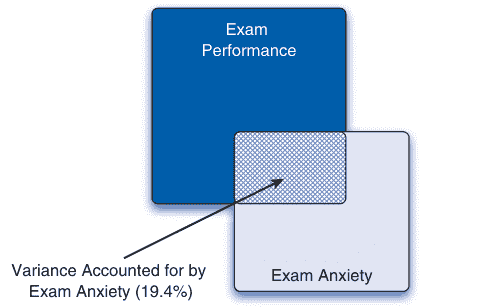 Exam
Performance
Variance Accounted for by
Exam Anxiety (19.4%)
Exam Anxiety